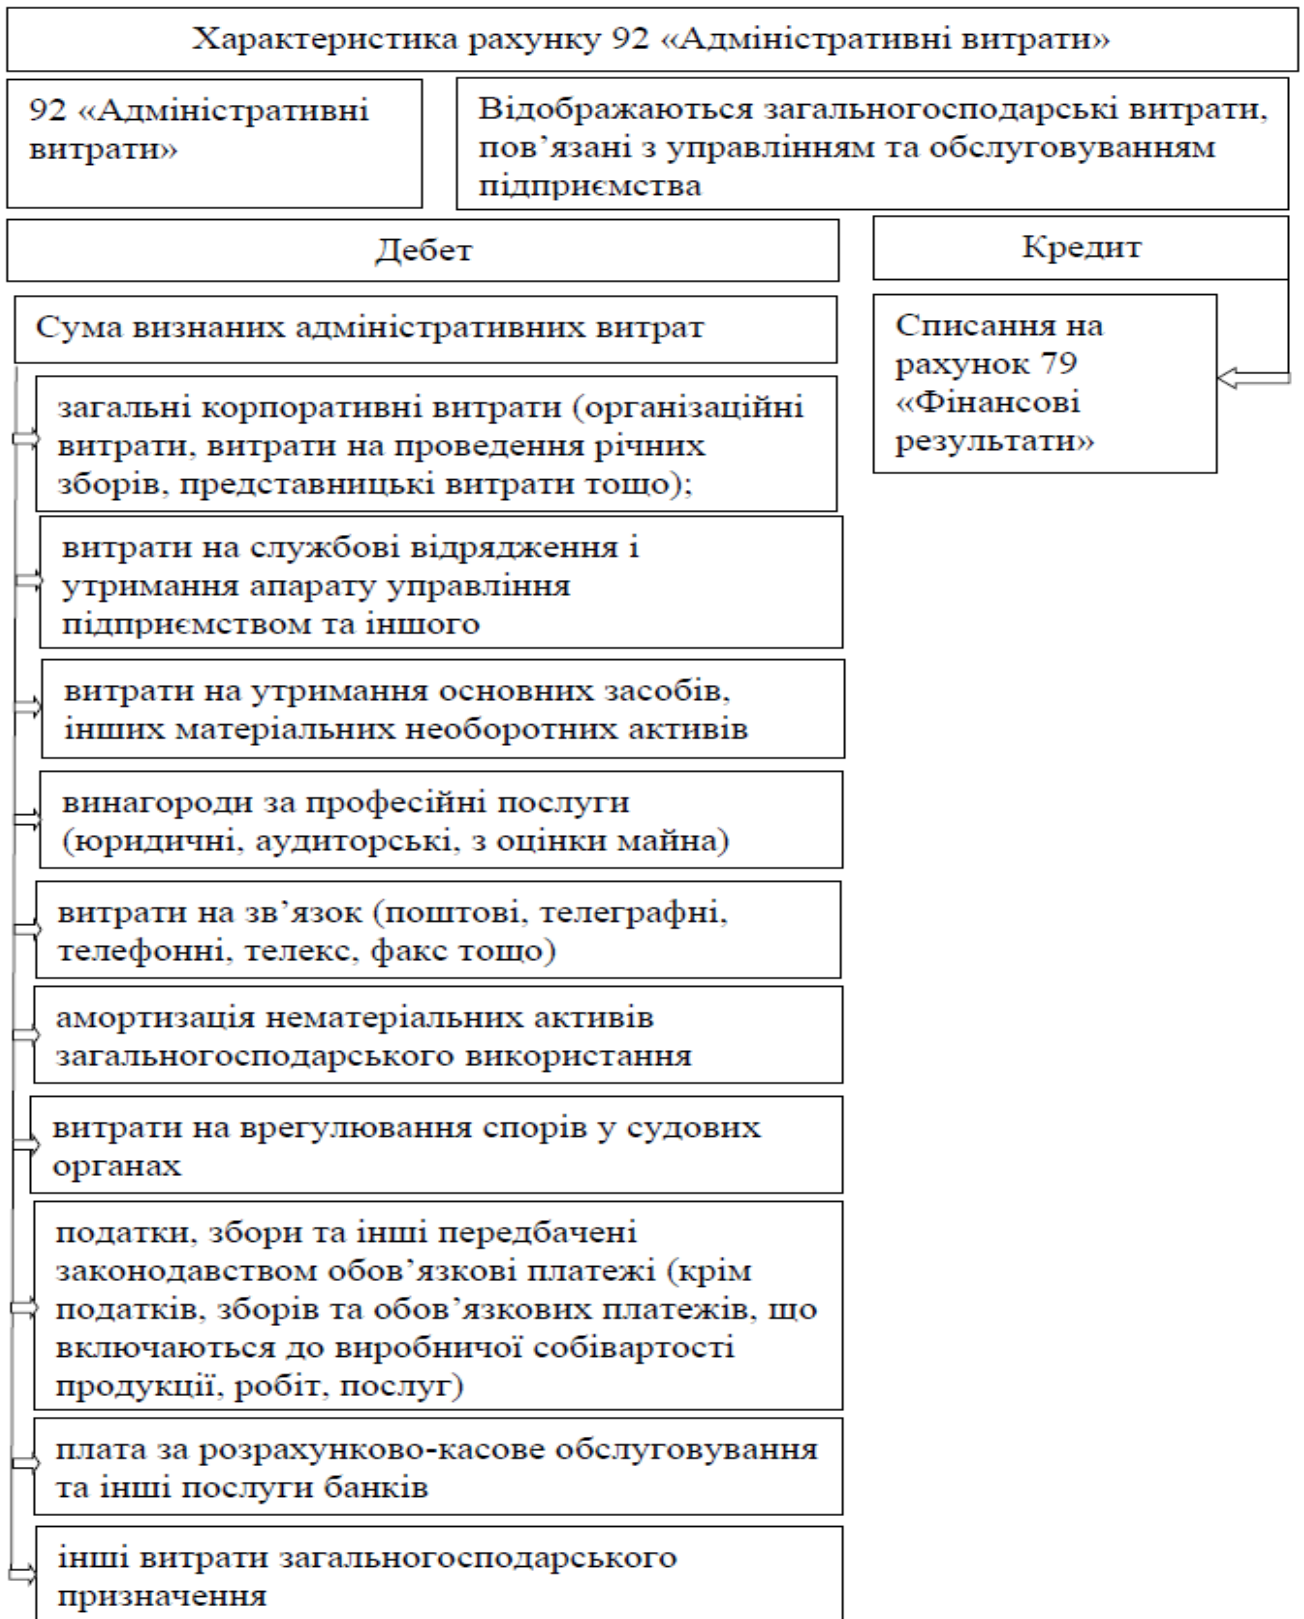 Характеристика рахунку 92 «Адміністративні витрати»
92 «Адміністративні
витрати»
Відображаються загальногосподарські витрати,
пов’язані з управлінням та обслуговуванням
підприємства
Дебет
Кредит
Сума визнаних адміністративних витрат
Списання на
рахунок 79
«Фінансові
результати»
загальні корпоративні витрати (організаційні
витрати, витрати на проведення річних
зборів, представницькі витрати тощо);
витрати на службові відрядження і
утримання апарату управління
підприємством та іншого
витрати на утримання основних засобів,
інших матеріальних необоротних активів
винагороди за професійні послуги
(юридичні, аудиторські, з оцінки майна)
витрати на зв’язок (поштові, телеграфні,
телефонні, телекс, факс тощо)
амортизація нематеріальних активів
загальногосподарського використання
витрати на врегулювання спорів у судових
органах
податки, збори та інші передбачені
законодавством обов’язкові платежі (крім
податків, зборів та обов’язкових платежів, що
включаються до виробничої собівартості
продукції, робіт, послуг)
плата за розрахунково-касове обслуговування
та інші послуги банків
інші витрати загальногосподарського
призначення